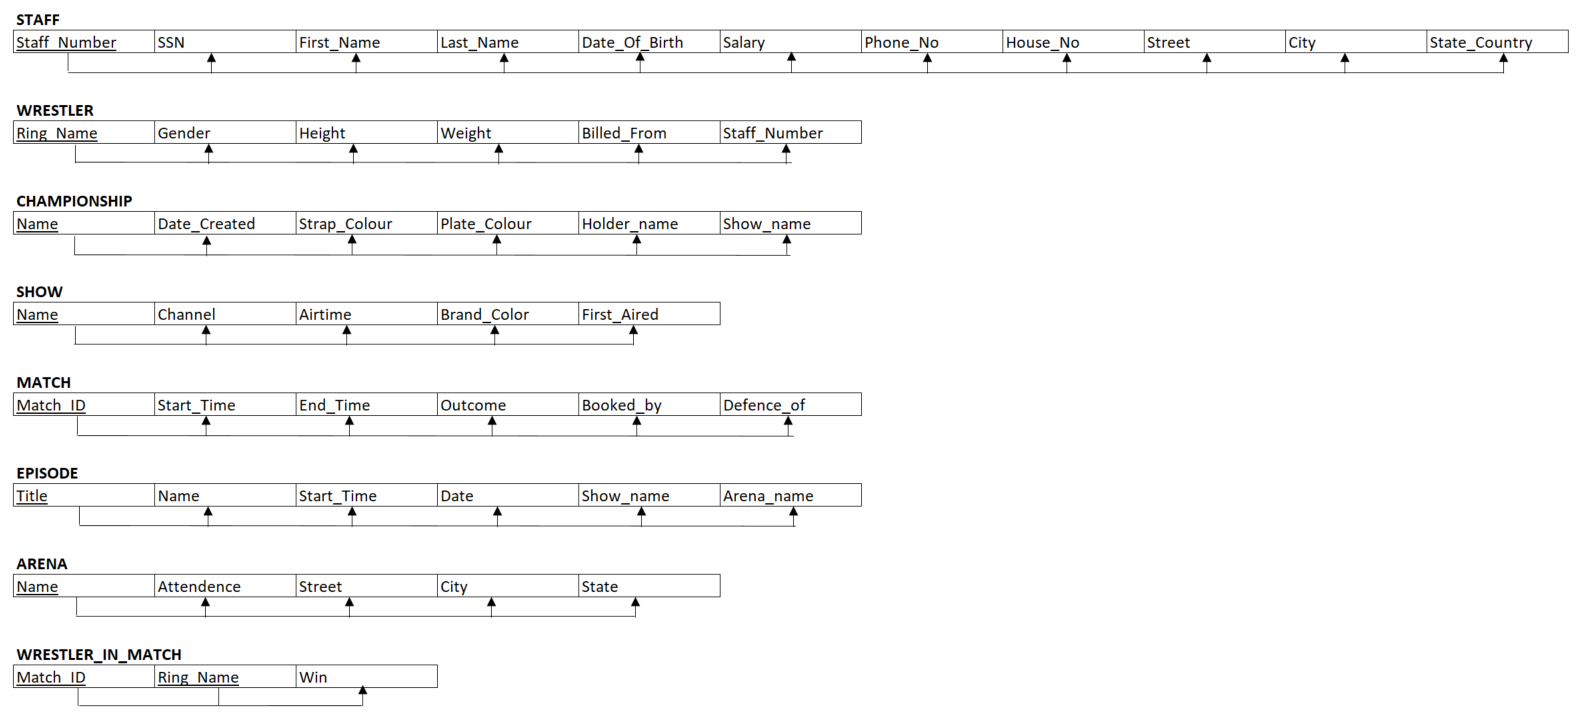 STAFF
Staff_Number SSN First_Name Last_Name Date_Of_Birth Salary Phone_No House_No Street City State_Country
WRESTLER
Ring_Name Gender Height Weight Billed_From Staff_Number
CHAMPIONSHIP
Name Date_Created Strap_Colour Plate_Colour Holder_name Show_name
SHOW
Name Channel Airtime Brand_Color First_Aired
MATCH
Match_ID Start_Time End_Time Outcome Booked_by Defence_of
EPISODE
Title Name Start_Time Date Show_name Arena_name
ARENA
Name Attendence Street City State
WRESTLER_IN_MATCH
Match_ID Ring_Name Win